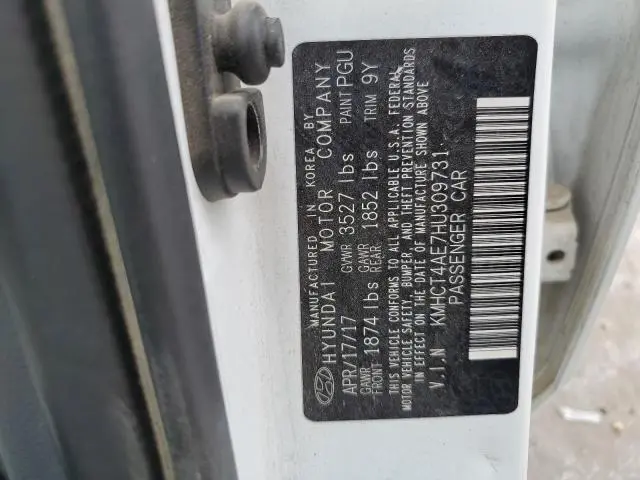 MANUFACTURED IN KOREA BY
HYUNDAI MOTOR COMPANY
APR/17/17 GVWR 3527 lbs PAINT PGU
GAWR FRONT 1874 lbs GAWR REAR 1852 lbs TRIM 9Y
THIS VEHICLE CONFORMS TO ALL APPLICABLE U.S.A. FEDERAL
MOTOR VEHICLE SAFETY, BUMPER, AND THEFT PREVENTION STANDARDS
IN EFFECT ON THE DATE OF MANUFACTURE SHOWN ABOVE
V.I.N KMHCT4AE7HU309731
PASSENGER CAR